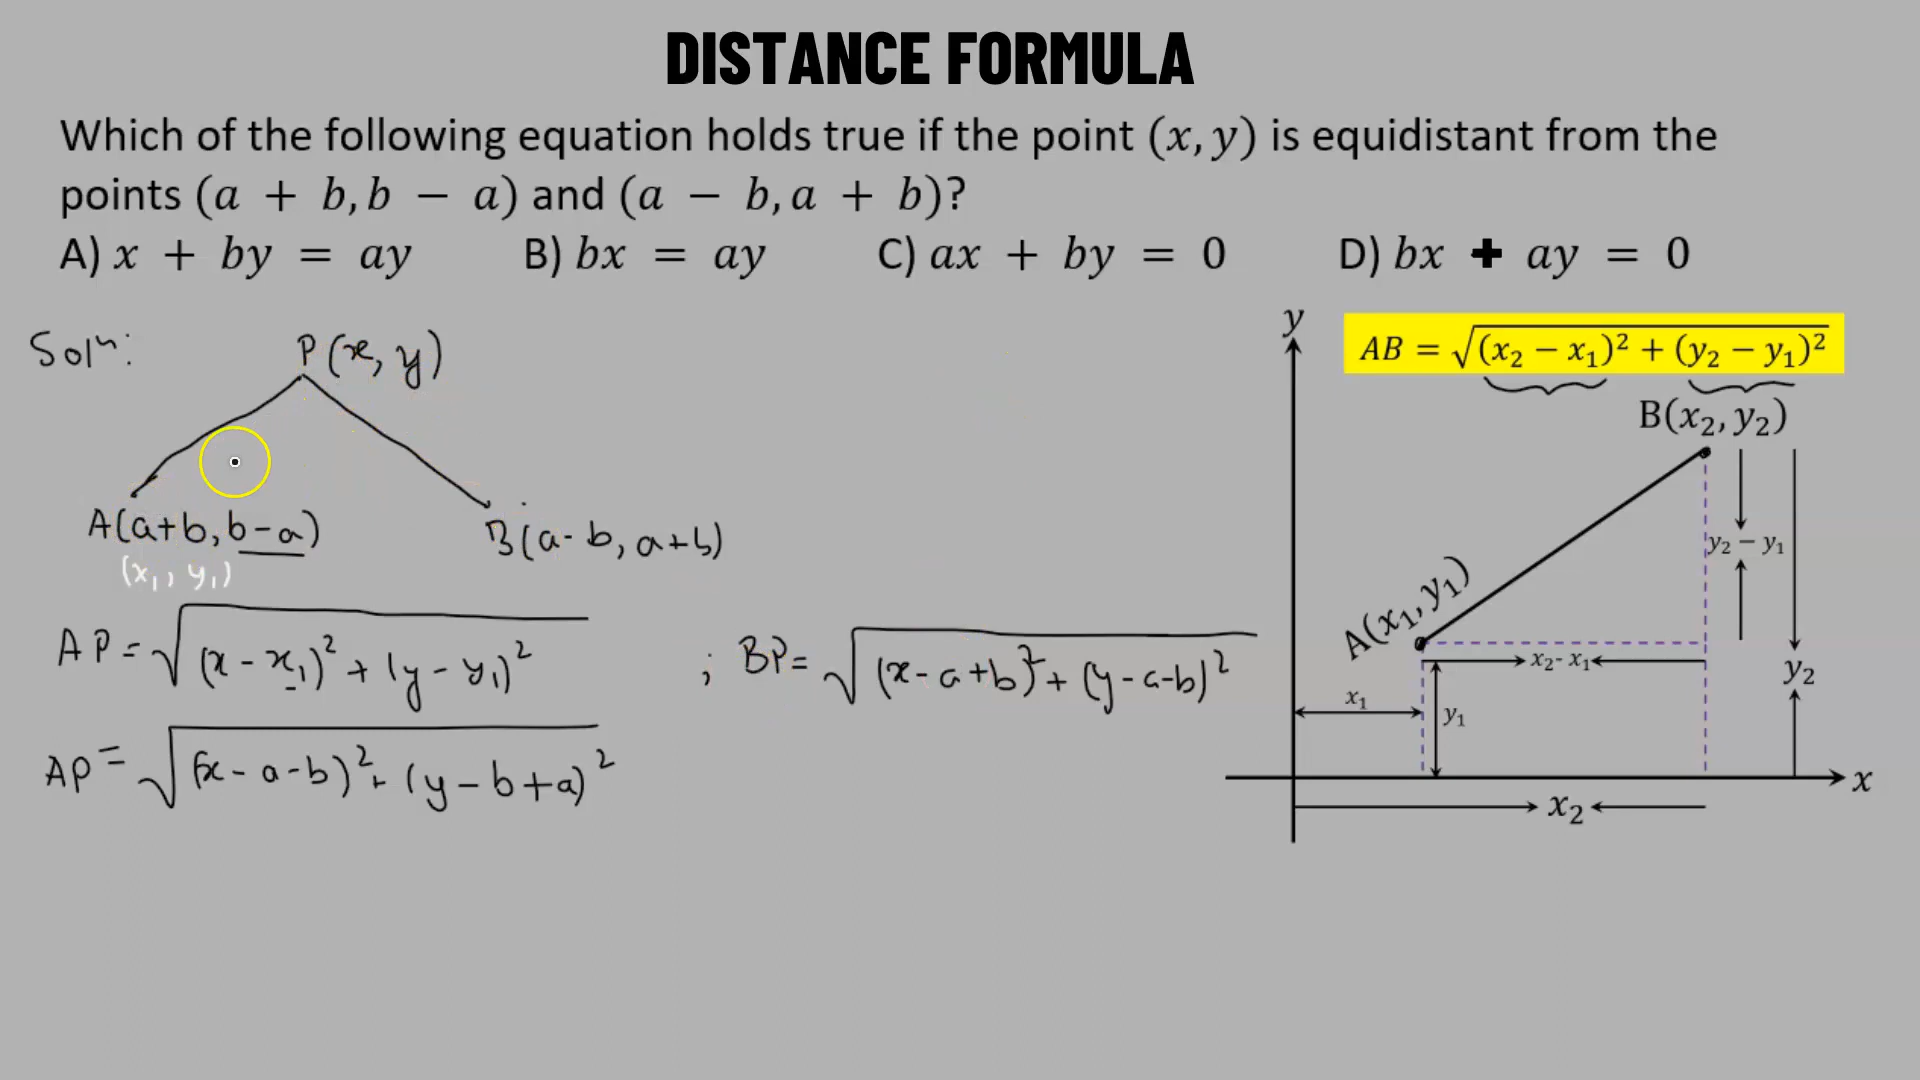 DISTANCE FORMULA
Which of the following equation holds true if the point (x, y) is equidistant from the
points (a + b, b − a) and (a − b, a + b)?
A) x + by = ay B) bx = ay C) ax + by = 0 D) bx + ay = 0
Solⁿ:
P(x, y)
A(a+b, b-a)
(x₁, y₁)
B(a-b, a+b)
AP = √(x - x₁)² + (y - y₁)² ; BP = √(x-a+b)² + (y-a-b)²
AP = √(x-a-b)² + (y-b+a)²
y
AB = √(x₂ − x₁)² + (y₂ − y₁)²
B(x₂, y₂)
y₂ − y₁
A(x₁, y₁)
x₂- x₁
y₂
x₁
y₁
x
x₂